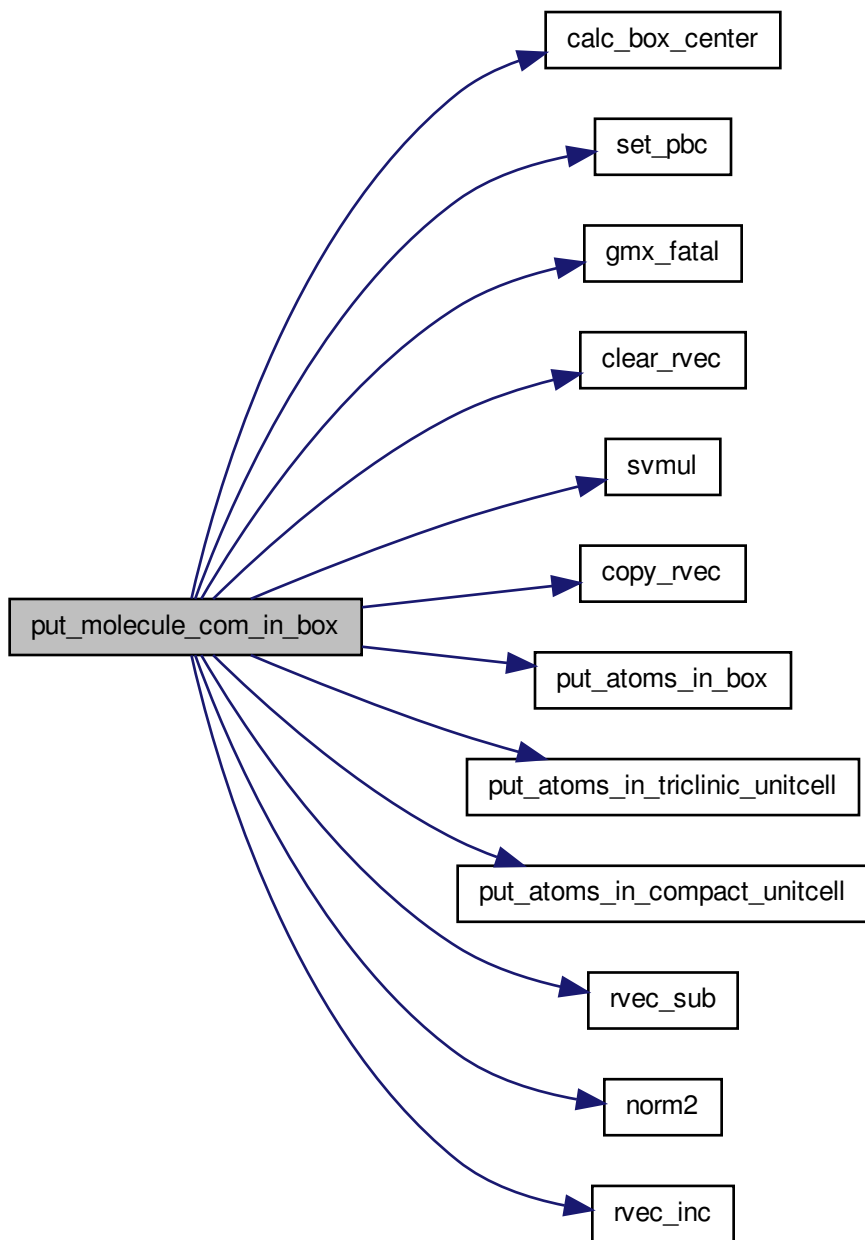 calc_box_center
set_pbc
gmx_fatal
clear_rvec
svmul
copy_rvec
put_molecule_com_in_box
put_atoms_in_box
put_atoms_in_triclinic_unitcell
put_atoms_in_compact_unitcell
rvec_sub
norm2
rvec_inc